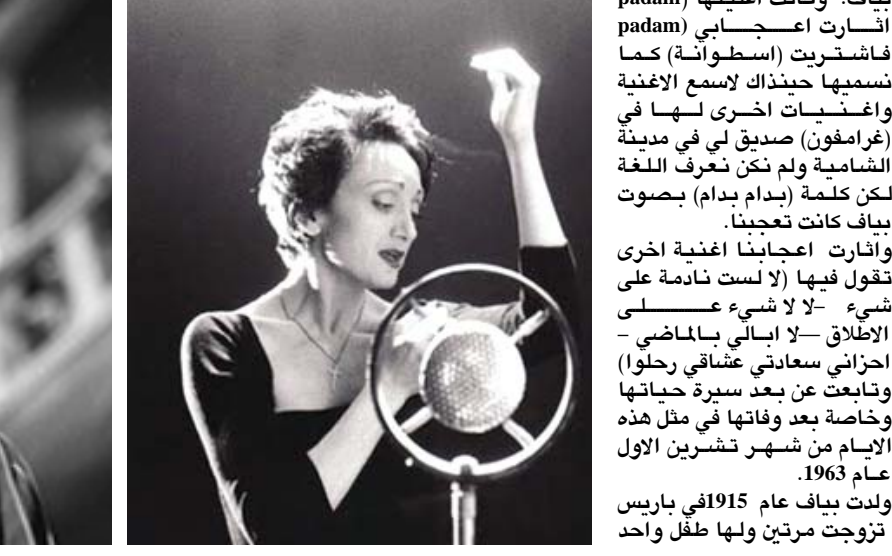 (padam
اثارت اعجابي (padam
فاشتريت (اسطوانة) كما
نسميها حينذاك لاسمع الاغنية
واغنيات اخرى لها في
(غرامفون) صديق لي في مدينة
الشامية ولم نكن نعرف اللغة
لكن كلمة (بدام بدام) بصوت
بياف كانت تعجبنا.
واثارت اعجابنا اغنية اخرى
تقول فيها (لا لست نادمة على
شيء -لا لا شيء على
الاطلاق —لا ابالي بالماضي –
احزاني سعادتي عشاقي رحلوا)
وتابعت عن بعد سيرة حياتها
وخاصة بعد وفاتها في مثل هذه
الايام من شهر تشرين الاول
عام 1963.
ولدت بياف عام 1915في باريس
تزوجت مرتين ولها طفل واحد